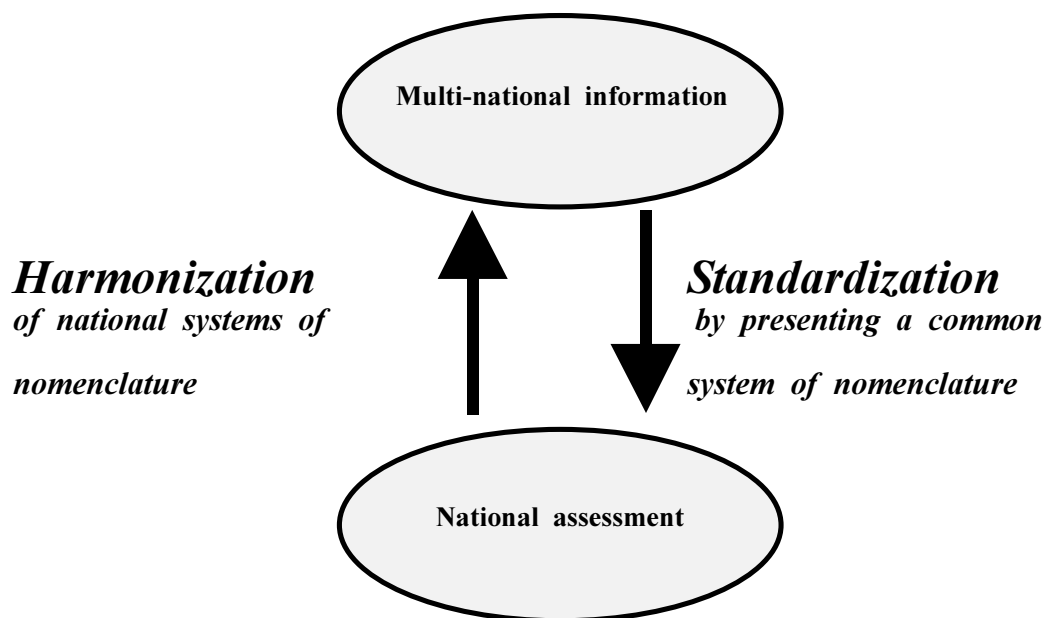 Multi-national information
Harmonization
of national systems of
nomenclature
Standardization
by presenting a common
system of nomenclature
National assessment